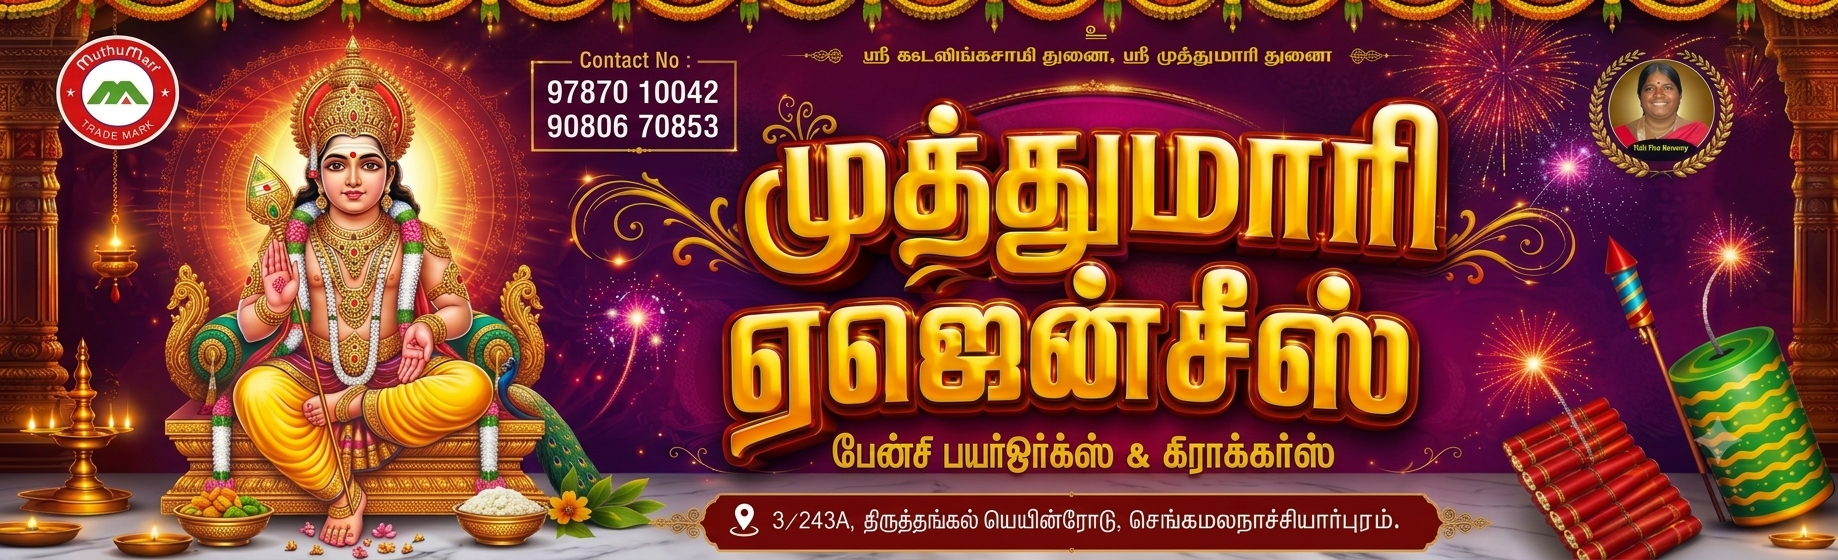 MuthuMarr
TRADE MARK
Contact No :
97870 10042
90806 70853
உ
ஸ்ரீ கடலிங்கசாமி துணை, ஸ்ரீ முத்துமாரி துணை
முத்துமாரி
ஏஜென்சீஸ்
பேன்சி பயர்ஒர்க்ஸ் & கிராக்கர்ஸ்
3/243A, திருத்தங்கல் மெயின்ரோடு, செங்கமலநாச்சியார்புரம்.